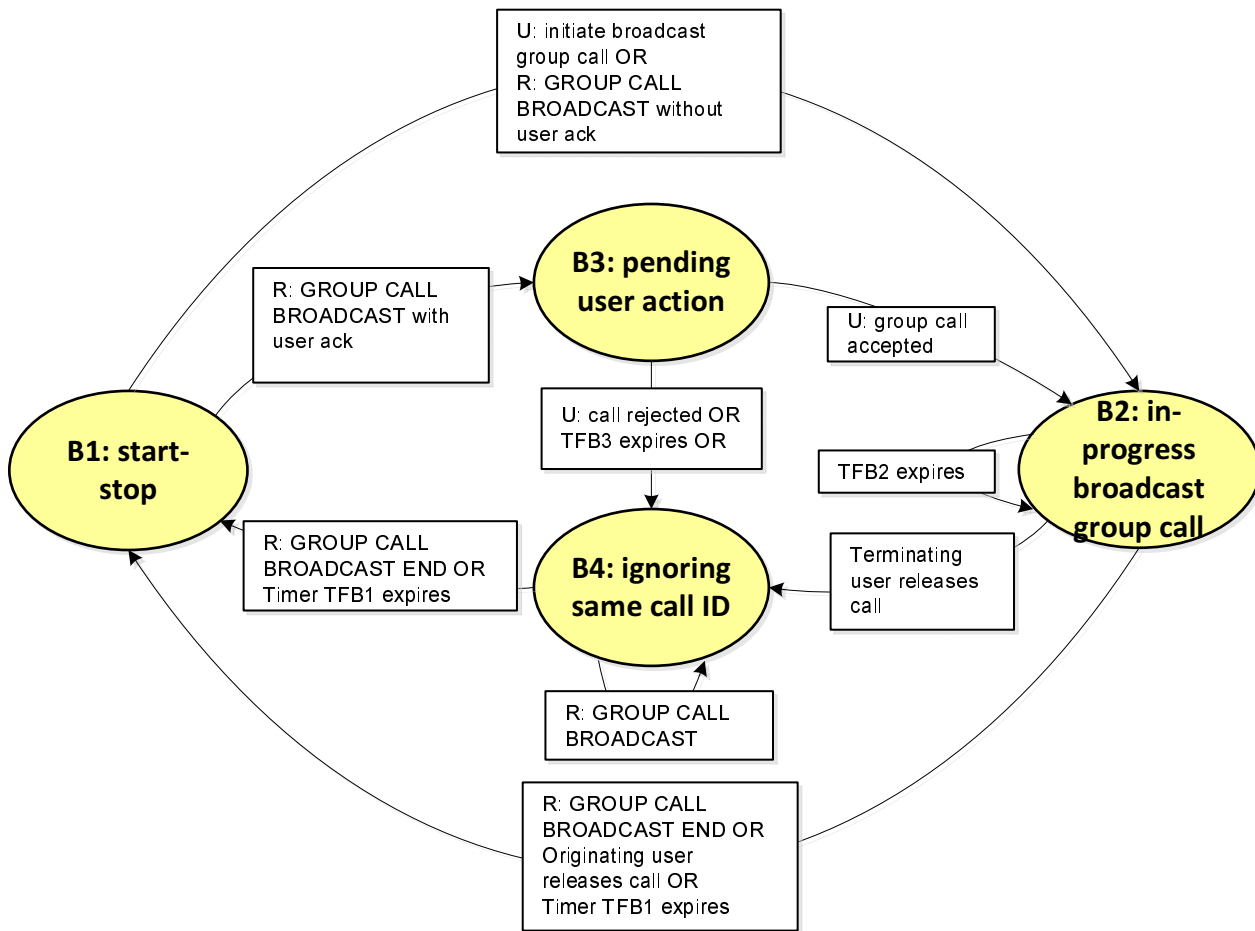 U: initiate broadcast
group call OR
R: GROUP CALL
BROADCAST without
user ack
B3: pending
user action
R: GROUP CALL
BROADCAST with
user ack
U: group call
accepted
U: call rejected OR
TFB3 expires OR
B1: start-
stop
B2: in-
progress
broadcast
group call
TFB2 expires
R: GROUP CALL
BROADCAST END OR
Timer TFB1 expires
B4: ignoring
same call ID
Terminating
user releases
call
R: GROUP CALL
BROADCAST
R: GROUP CALL
BROADCAST END OR
Originating user
releases call OR
Timer TFB1 expires